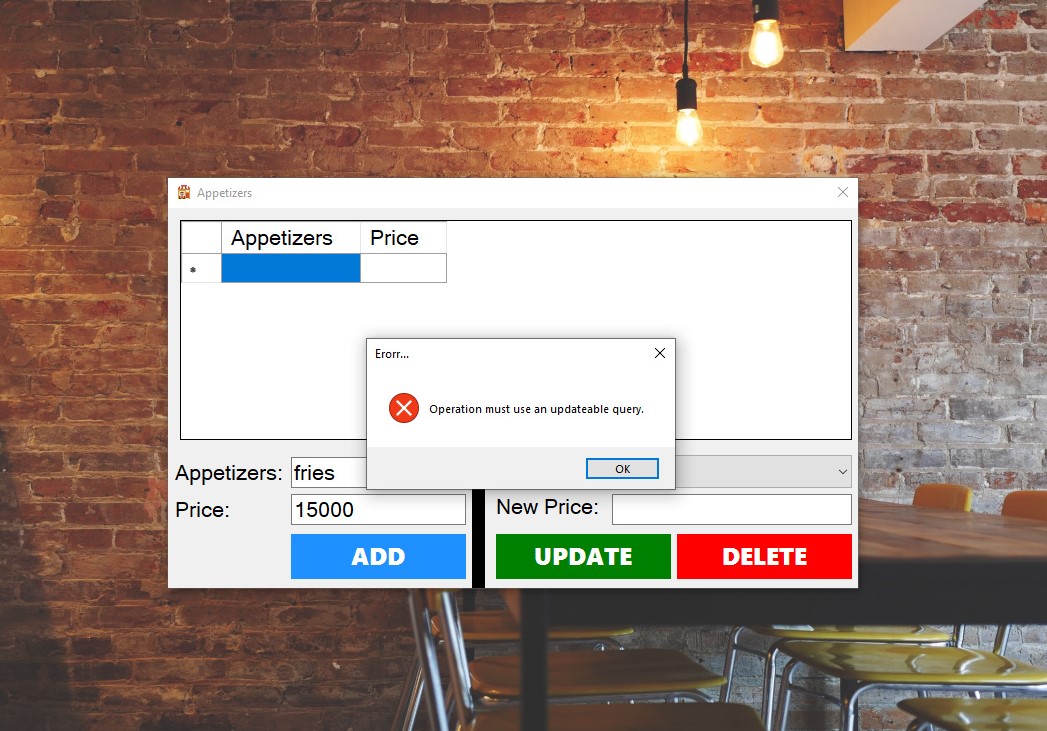 Appetizers
Appetizers Price
*
Erorr...
Operation must use an updateable query.
OK
Appetizers: fries
Price: 15000
New Price:
ADD
UPDATE
DELETE